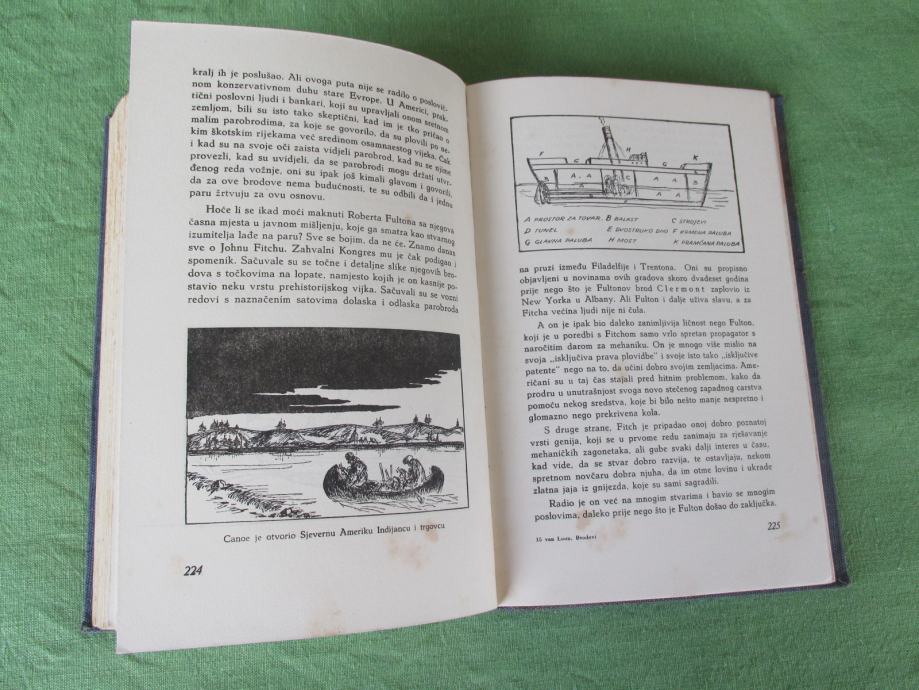 kralj ih je poslušao. Ali ovoga puta nije se radilo o poslovič-
nom konzervativnom duhu stare Evrope. U Americi, prak-
tični poslovni ljudi i bankari, koji su upravljali onom sretnom
zemljom, bili su isto tako skeptični, kad im je tko pričao o
malim parobrodima, za koje se govorilo, da su plovili po ne-
kim škotskim rijekama već sredinom osamnaestog vijeka. Čak
i kad su na svoje oči zaista vidjeli parobrod, kad su se njime
provezli, kad su uvidjeli, da se parobrodi mogu držati utvr-
đenog reda vožnje, oni su ipak još kimali glavom i govorili,
da za ove brodove nema budućnosti, te su odbili da i jednu
paru žrtvuju za ovu osnovu.
Hoće li se ikad moći maknuti Roberta Fultona sa njegova
časna mjesta u javnom mišljenju, koje ga smatra kao stvarnog
izumitelja lađe na paru? Sve se bojim, da ne će. Znamo danas
sve o Johnu Fitchu. Zahvalni Kongres mu je čak podigao i
spomenik. Sačuvale su se točne i detaljne slike njegovih bro-
dova s točkovima na lopate, namjesto kojih je on kasnije po-
stavio neku vrstu prehistorijskog vijka. Sačuvali su se vozni
redovi s naznačenim satovima dolaska i odlaska parobroda
Canoe je otvorio Sjevernu Ameriku Indijancu i trgovcu
224
F G H G K
B A, A C A A B
A A
A PROSTOR ZA TOVAR B BALAST C STROJEVI
D TUNEL E DVOSTRUKO DNO F KRMENA PALUBA
G GLAVNA PALUBA H MOST K PRAMČANA PALUBA
na pruzi između Filadelfije i Trentona. Oni su propisno
objavljeni u novinama ovih gradova skoro dvadeset godina
prije nego što je Fultonov brod Clermont zaplovio iz
New Yorka u Albany. Ali Fulton i dalje uživa slavu, a za
Fitcha većina ljudi nije ni čula.
A on je ipak bio daleko zanimljivija ličnost nego Fulton,
koji je u poredbi s Fitchom samo vrlo spretan propagator s
naročitim darom za mehaniku. On je mnogo više mislio na
svoja „isključiva prava plovidbe" i svoje isto tako „isključive
patente" nego na to, da učini dobro svojim zemljacima. Ame-
ričani su u taj čas stajali pred hitnim problemom, kako da
prodru u unutrašnjost svoga novo stečenog zapadnog carstva
pomoću nekog sredstva, koje bi bilo nešto manje nespretno i
glomazno nego prekrivena kola.
S druge strane, Fitch je pripadao onoj dobro poznatoj
vrsti genija, koji se u prvome redu zanimaju za rješavanje
mehaničkih zagonetaka, ali gube svaki dalji interes u času,
kad vide, da se stvar dobro razvija, te ostavljaju, nekom
spretnom novčaru dobra njuha, da im otme lovinu i ukrade
zlatna jaja iz gnijezda, koje su sami sagradili.
Radio je on već na mnogim stvarima i bavio se mnogim
poslovima, daleko prije nego što je Fulton došao do zaključka.
15 van Loon, Brodovi
225